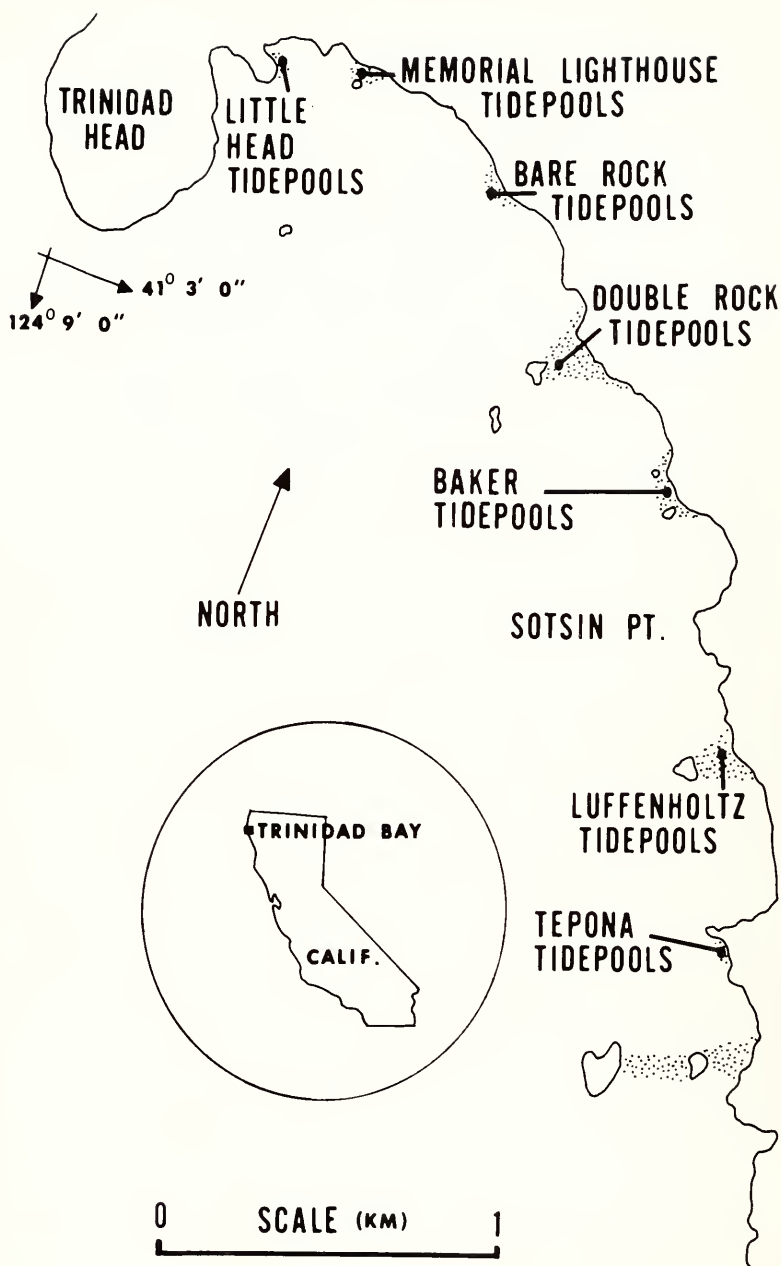 TRINIDAD
HEAD
LITTLE
HEAD
TIDEPOOLS
MEMORIAL LIGHTHOUSE
TIDEPOOLS
BARE ROCK
TIDEPOOLS
41° 3' 0"
124° 9' 0"
DOUBLE ROCK
TIDEPOOLS
BAKER
TIDEPOOLS
NORTH
SOTSIN PT.
TRINIDAD BAY
CALIF.
LUFFENHOLTZ
TIDEPOOLS
TEPONA
TIDEPOOLS
0 SCALE (KM) 1